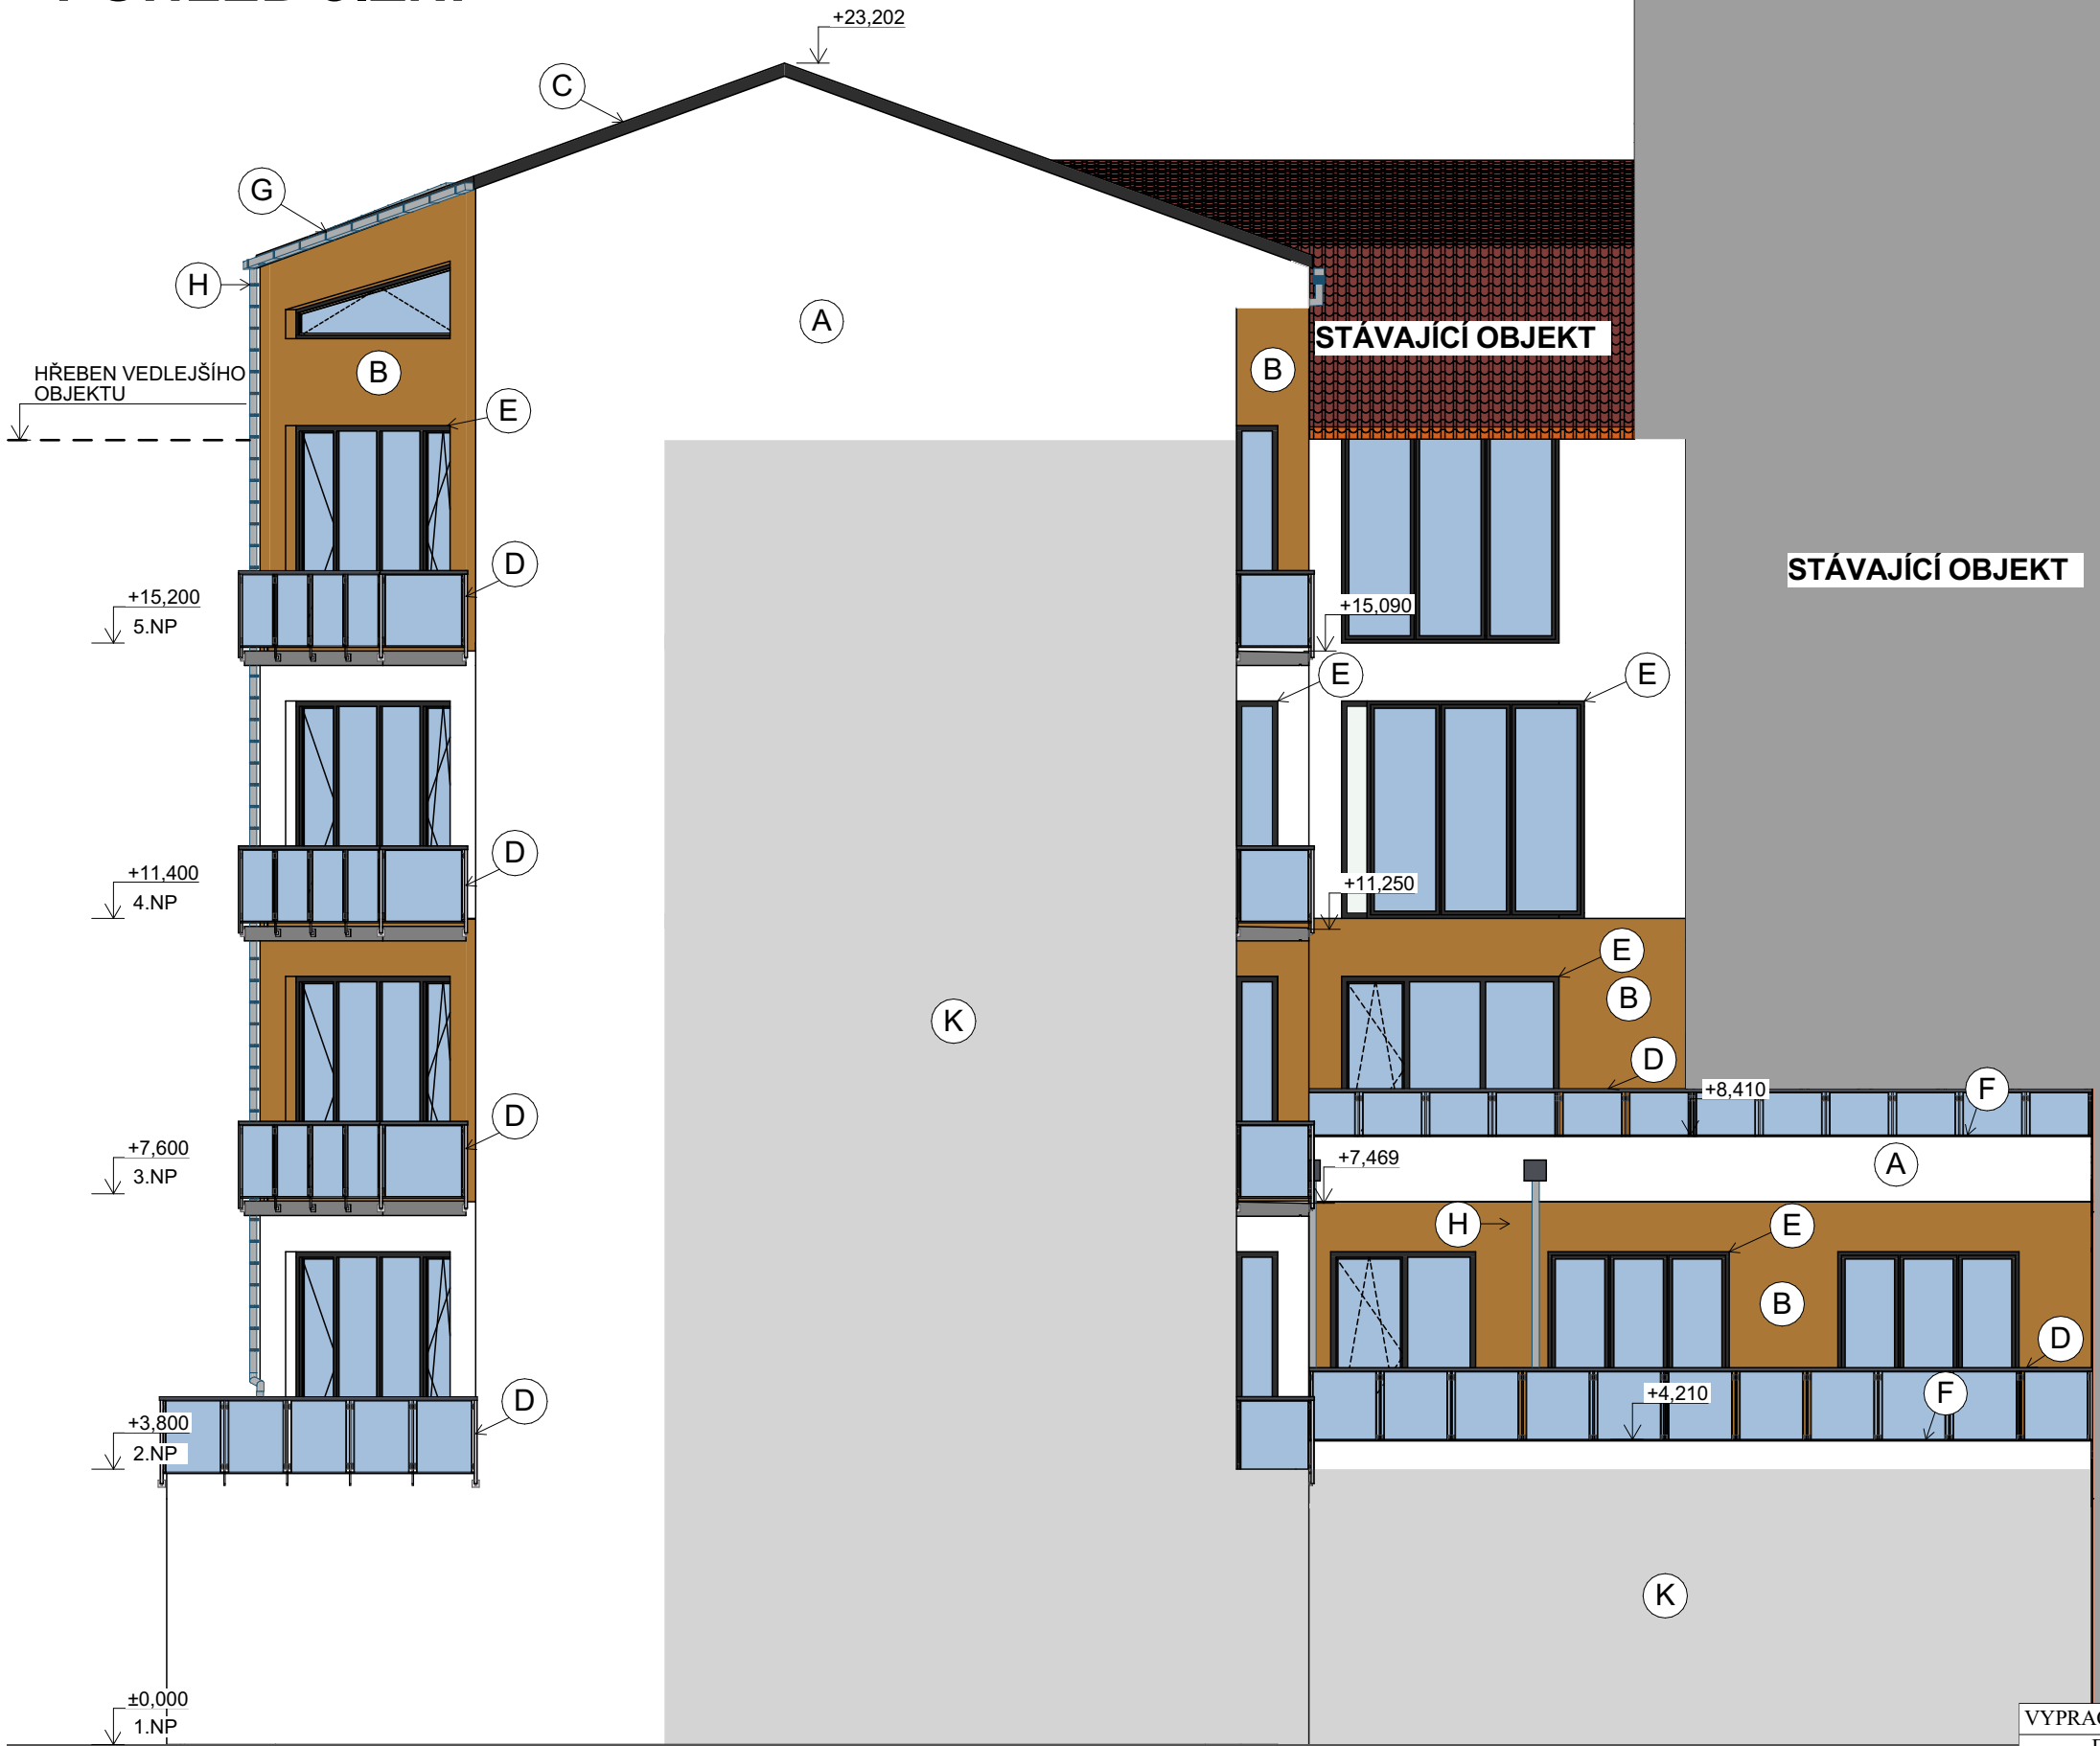 +23,202
C
G
H
A
STÁVAJÍCÍ OBJEKT
B
B
HŘEBEN VEDLEJŠÍHO
OBJEKTU
E
D
STÁVAJÍCÍ OBJEKT
+15,200
5.NP
+15,090
E
E
D
+11,400
4.NP
+11,250
E
B
K
D
+8,410
F
D
+7,600
3.NP
+7,469
A
H
E
B
D
D
+4,210
F
+3,800
2.NP
K
±0,000
1.NP